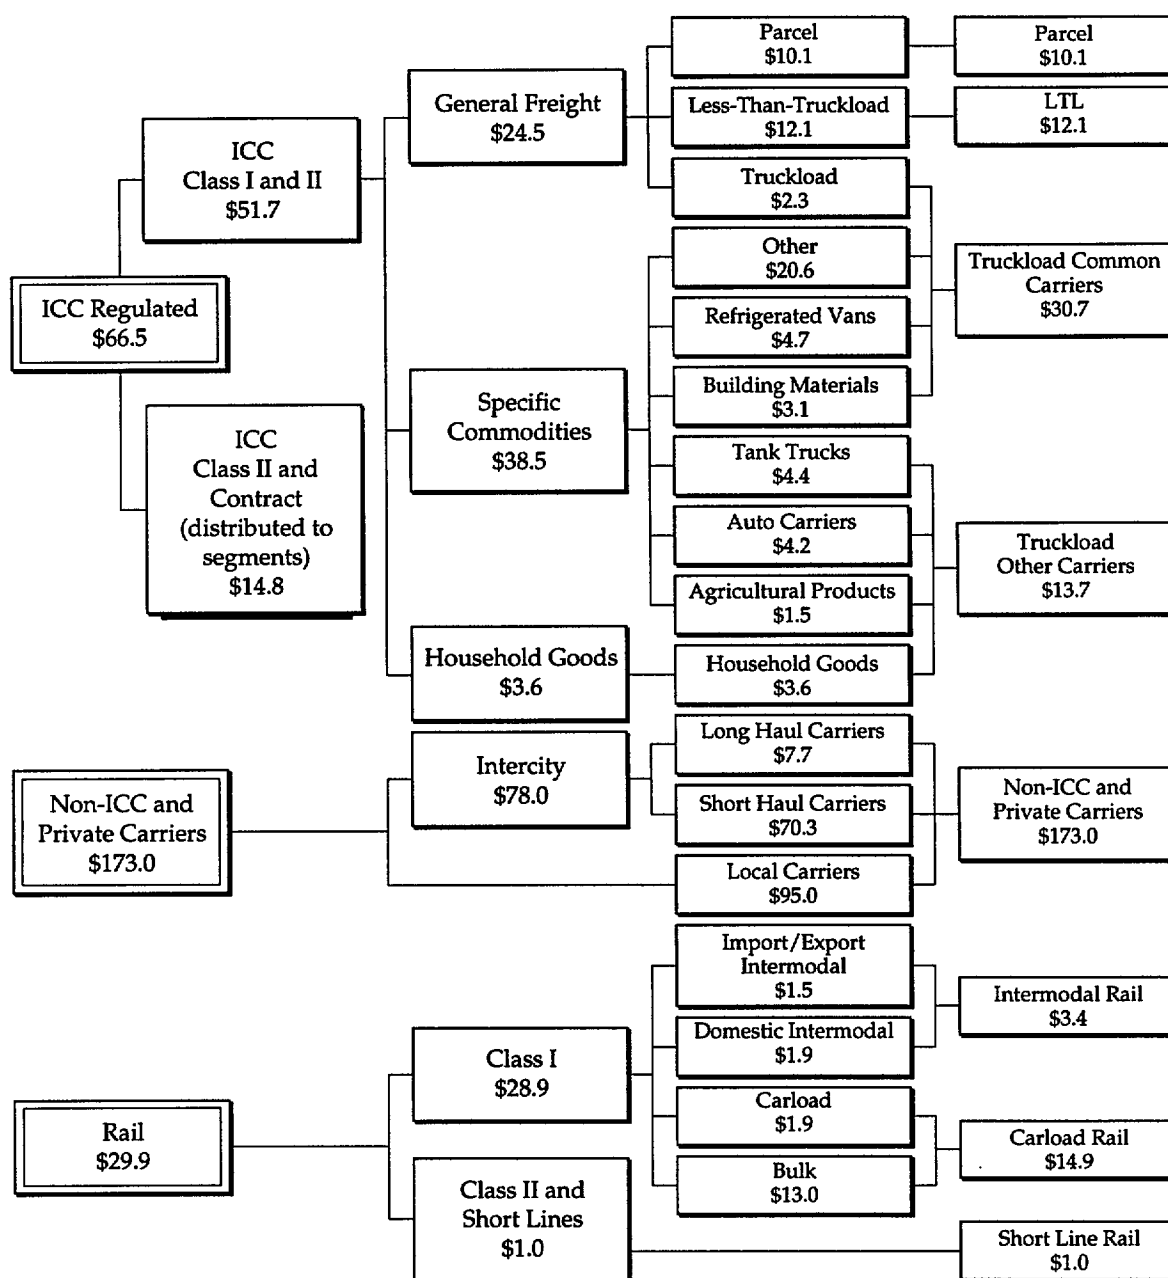 ICC Regulated
$66.5
ICC
Class I and II
$51.7
ICC
Class II and
Contract
(distributed to
segments)
$14.8
General Freight
$24.5
Specific
Commodities
$38.5
Household Goods
$3.6
Parcel
$10.1
Less-Than-Truckload
$12.1
Truckload
$2.3
Other
$20.6
Refrigerated Vans
$4.7
Building Materials
$3.1
Tank Trucks
$4.4
Auto Carriers
$4.2
Agricultural Products
$1.5
Household Goods
$3.6
Parcel
$10.1
LTL
$12.1
Truckload Common
Carriers
$30.7
Truckload
Other Carriers
$13.7
Non-ICC and
Private Carriers
$173.0
Intercity
$78.0
Long Haul Carriers
$7.7
Short Haul Carriers
$70.3
Local Carriers
$95.0
Non-ICC and
Private Carriers
$173.0
Rail
$29.9
Class I
$28.9
Class II and
Short Lines
$1.0
Import/Export
Intermodal
$1.5
Domestic Intermodal
$1.9
Carload
$1.9
Bulk
$13.0
Intermodal Rail
$3.4
Carload Rail
$14.9
Short Line Rail
$1.0